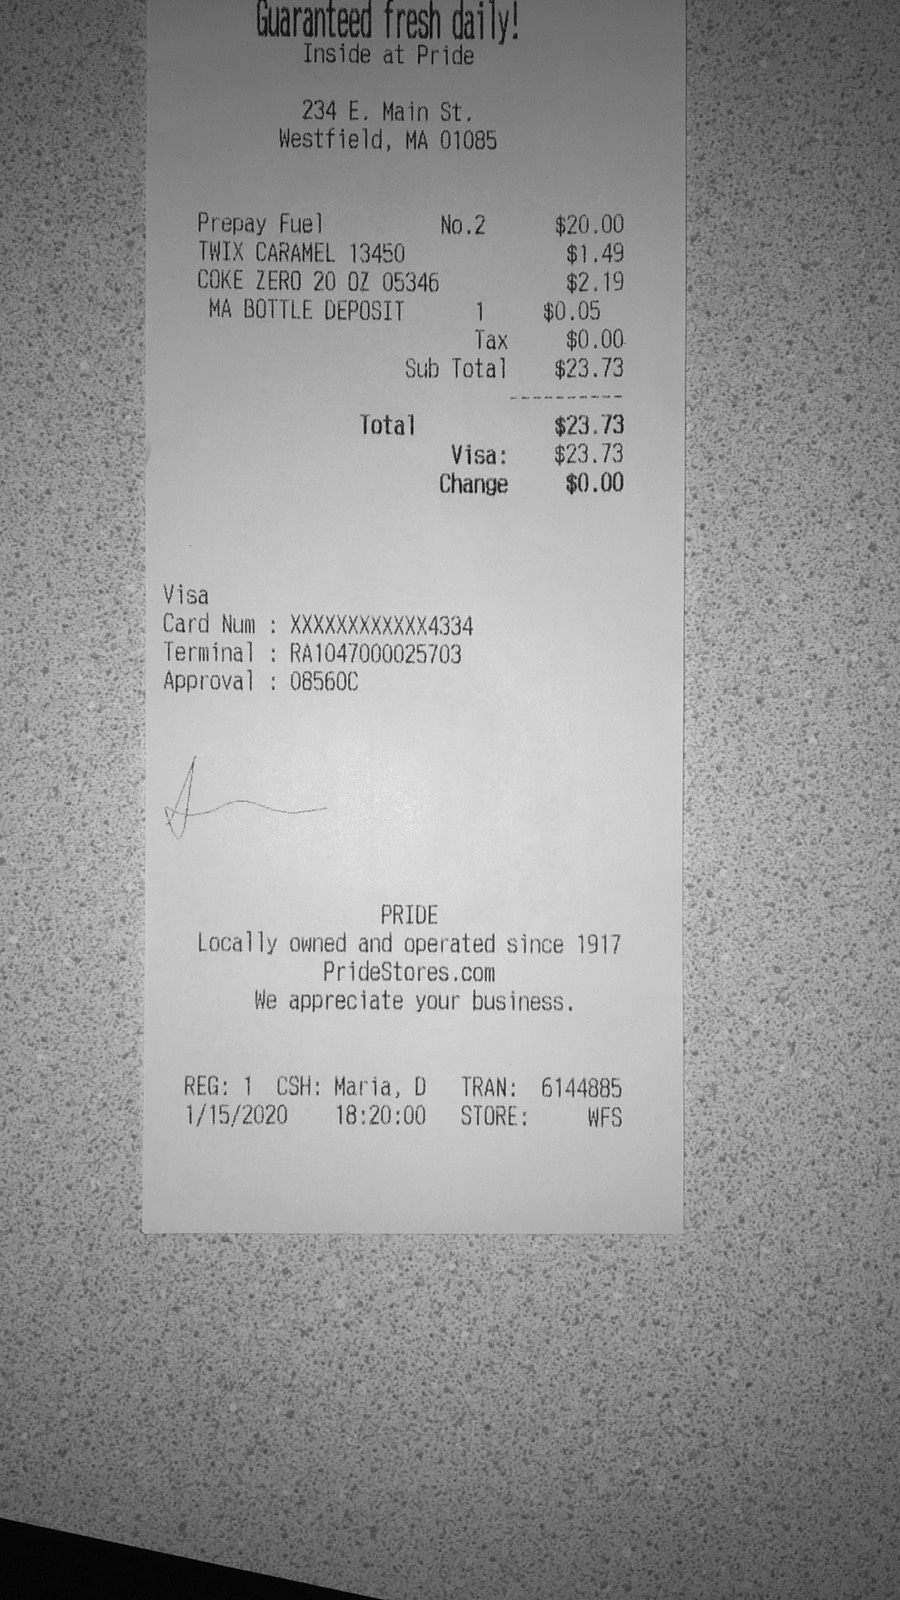 Guaranteed fresh daily!
Inside at Pride
234 E. Main St.
Westfield, MA 01085
Prepay Fuel No.2 $20.00
TWIX CARAMEL 13450 $1.49
COKE ZERO 20 OZ 05346 $2.19
MA BOTTLE DEPOSIT 1 $0.05
Tax $0.00
Sub Total $23.73
----------
Total $23.73
Visa: $23.73
Change $0.00
Visa
Card Num : XXXXXXXXXXXX4334
Terminal : RA1047000025703
Approval : 08560C
PRIDE
Locally owned and operated since 1917
PrideStores.com
We appreciate your business.
REG: 1 CSH: Maria, D TRAN: 6144885
1/15/2020 18:20:00 STORE: WFS